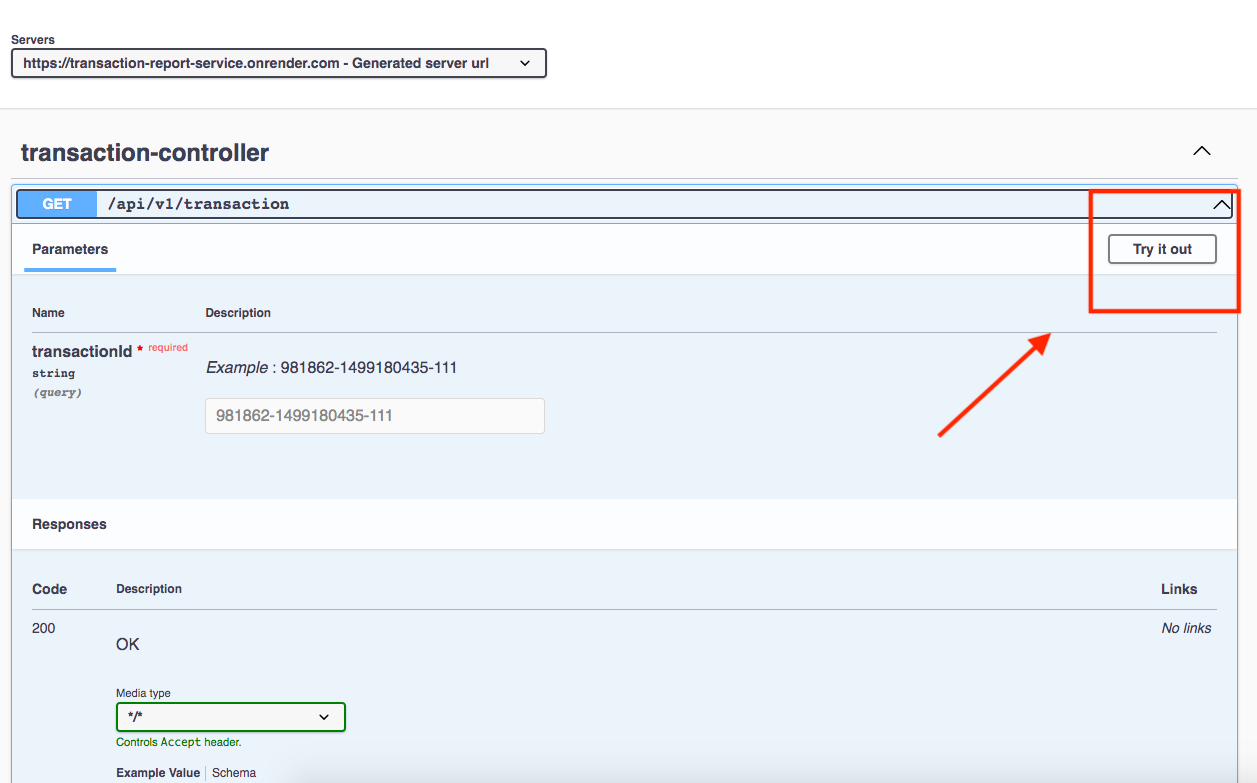 Servers
https://transaction-report-service.onrender.com - Generated server url
transaction-controller
GET /api/v1/transaction
Parameters
Try it out
Name Description
transactionId * required
string
(query)
Example : 981862-1499180435-111
981862-1499180435-111
Responses
Code Description Links
200 No links
OK
Media type
*/*
Controls Accept header.
Example Value Schema